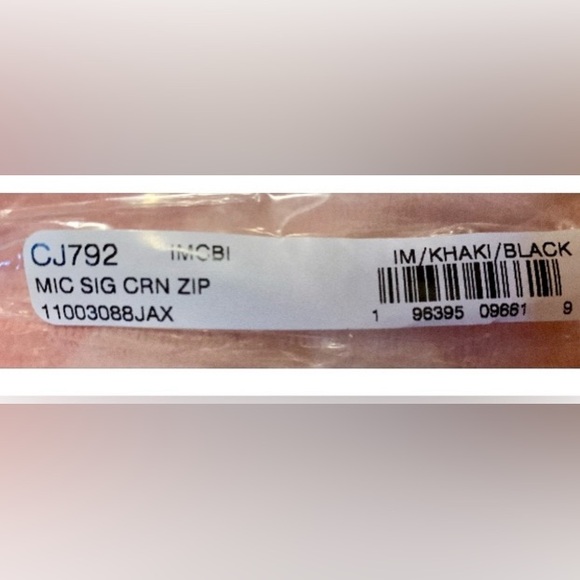 CJ792 IMCBI IM/KHAKI/BLACK
MIC SIG CRN ZIP
11003088JAX
1 96395 09661 9